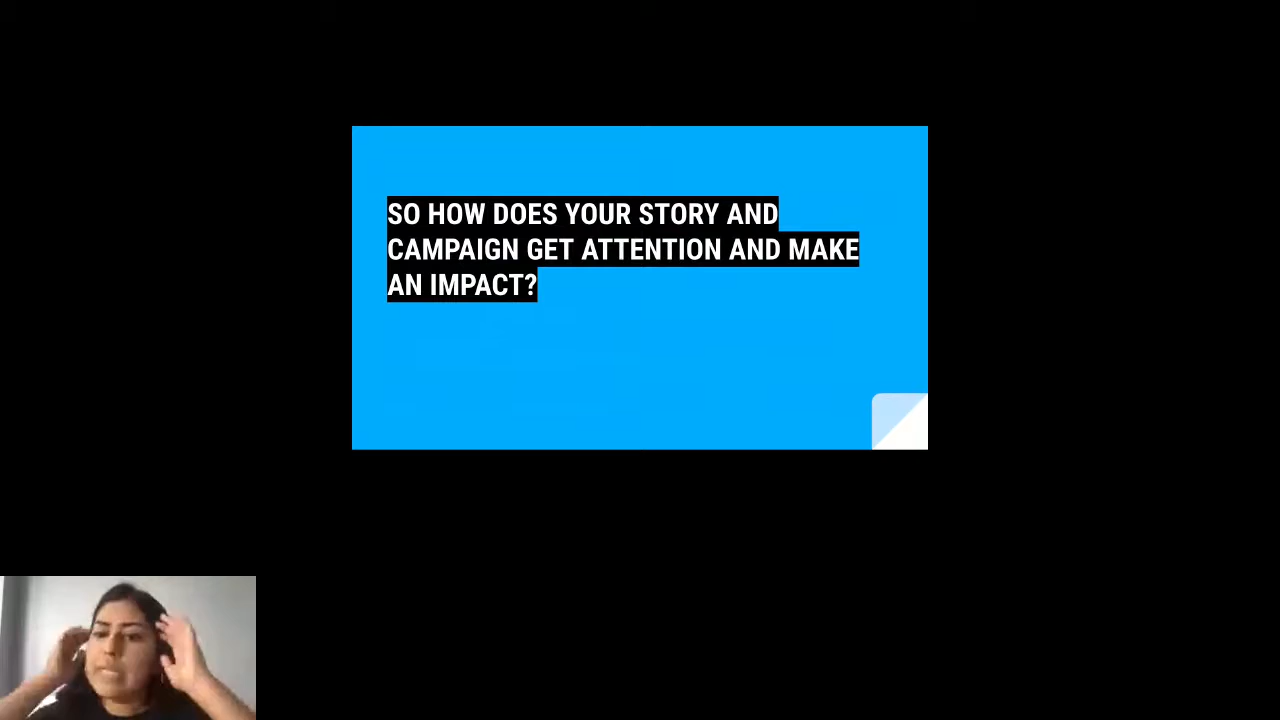 SO HOW DOES YOUR STORY AND
CAMPAIGN GET ATTENTION AND MAKE
AN IMPACT?